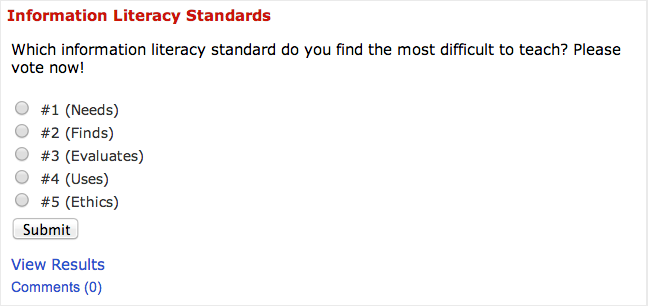 Information Literacy Standards
Which information literacy standard do you find the most difficult to teach? Please
vote now!
#1 (Needs)
#2 (Finds)
#3 (Evaluates)
#4 (Uses)
#5 (Ethics)
Submit
View Results
Comments (0)